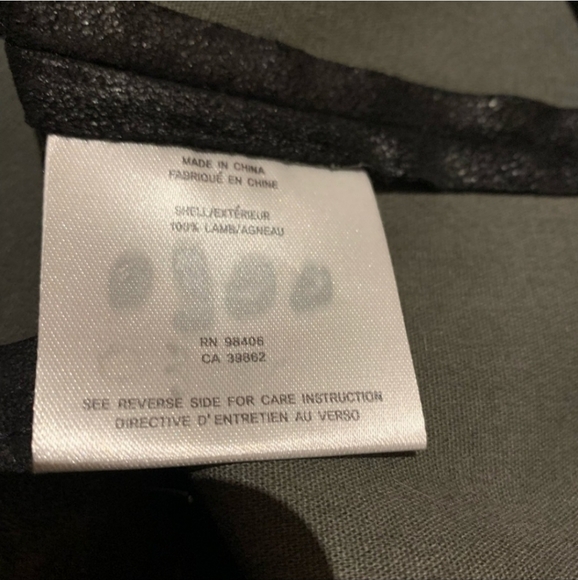 MADE IN CHINA
FABRIQUÉ EN CHINE
SHELL/EXTÉRIEUR
100% LAMB/AGNEAU
RN 98406
CA 39862
SEE REVERSE SIDE FOR CARE INSTRUCTION
DIRECTIVE D'ENTRETIEN AU VERSO